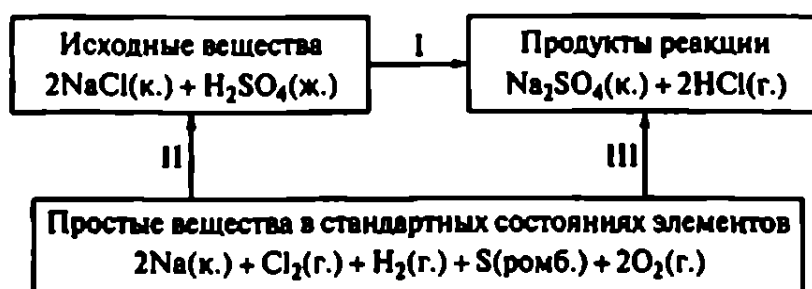 Исходные вещества
2NaCl(к.) + H₂SO₄(ж.)
I
Продукты реакции
Na₂SO₄(к.) + 2HCl(г.)
II
III
Простые вещества в стандартных состояниях элементов
2Na(к.) + Cl₂(г.) + H₂(г.) + S(ромб.) + 2O₂(г.)